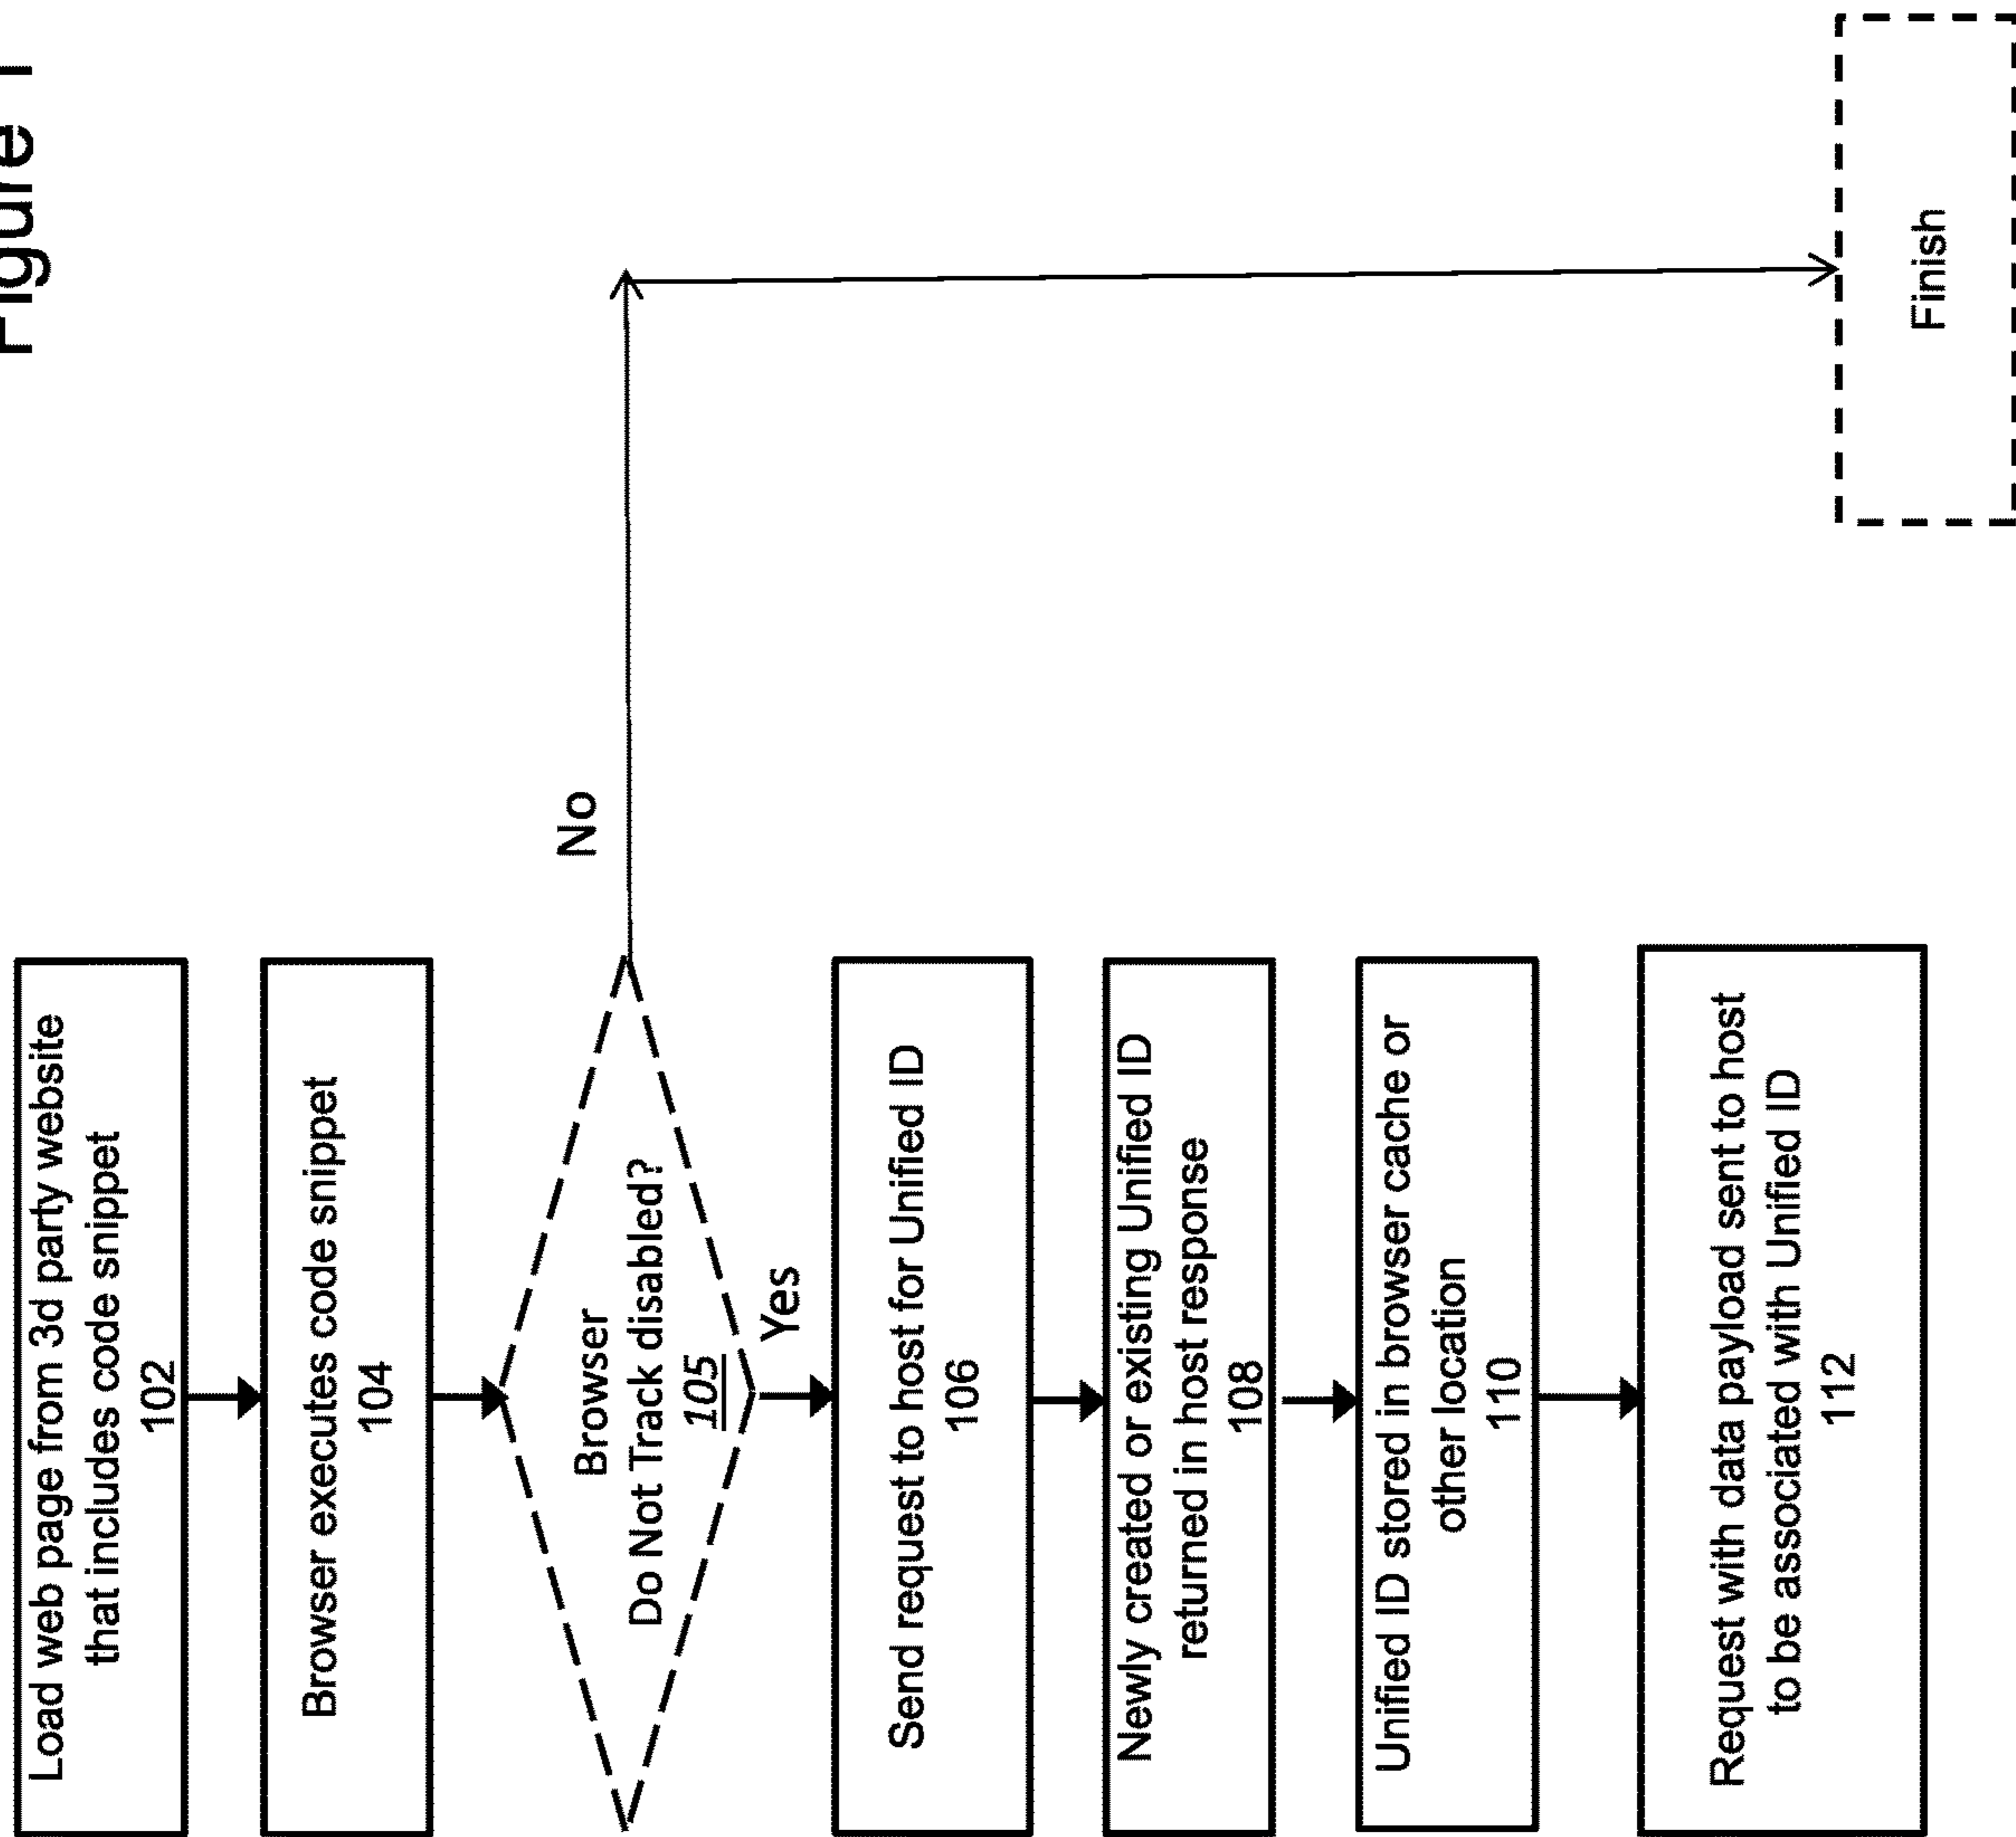 Figure 1
Load web page from 3d party website
that includes code snippet
102
Browser executes code snippet
104
Browser
Do Not Track disabled?
105
No
Yes
Send request to host for Unified ID
106
Newly created or existing Unified ID
returned in host response
108
Unified ID stored in browser cache or
other location
110
Request with data payload sent to host
to be associated with Unified ID
112
Finish